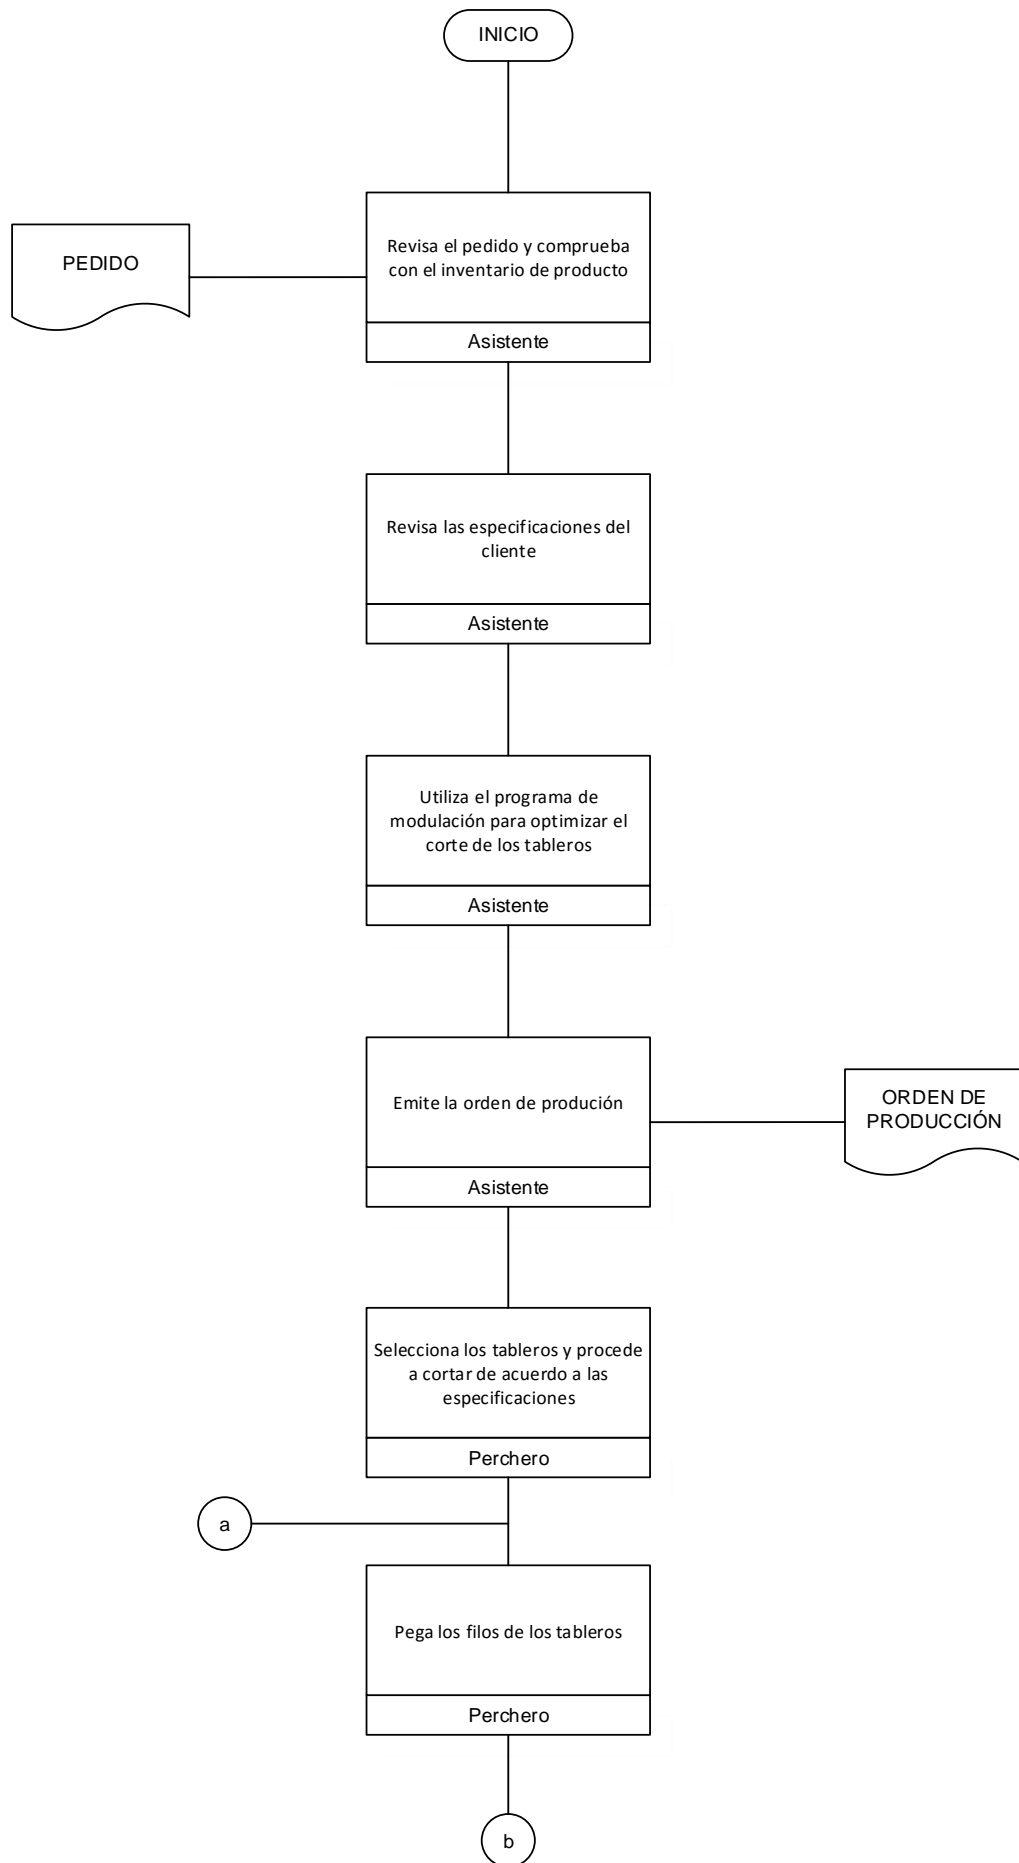 INICIO
PEDIDO
Revisa el pedido y comprueba
con el inventario de producto
Asistente
Revisa las especificaciones del
cliente
Asistente
Utiliza el programa de
modulación para optimizar el
corte de los tableros
Asistente
Emite la orden de produción
Asistente
ORDEN DE
PRODUCCIÓN
Selecciona los tableros y procede
a cortar de acuerdo a las
especificaciones
Perchero
a
Pega los filos de los tableros
Perchero
b